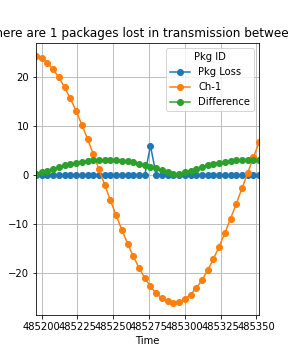 here are 1 packages lost in transmission betwee
Pkg ID
Pkg Loss
Ch-1
Difference
20
10
0
−10
−20
485200 485225 485250 485275 485300 485325 485350
Time